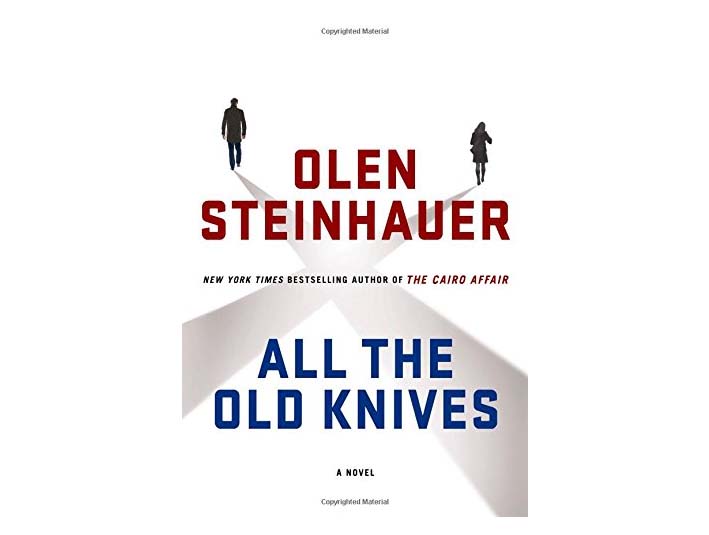 Copyrighted Material
OLEN
STEINHAUER
NEW YORK TIMES BESTSELLING AUTHOR OF THE CAIRO AFFAIR
ALL THE
OLD KNIVES
A NOVEL
Copyrighted Material